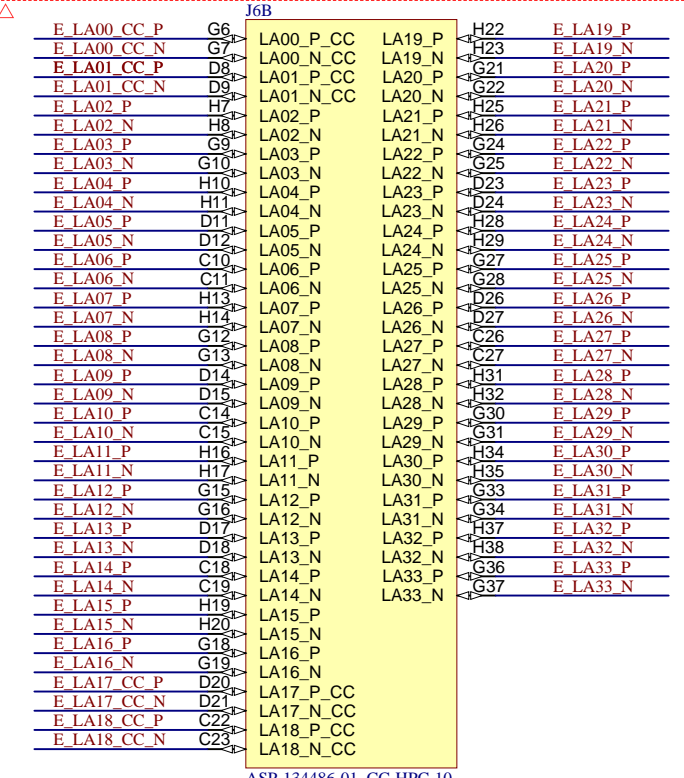 J6B
E_LA00_CC_P G6 LA00_P_CC LA19_P H22 E_LA19_P
E_LA00_CC_N G7 LA00_N_CC LA19_N H23 E_LA19_N
E_LA01_CC_P D8 LA01_P_CC LA20_P G21 E_LA20_P
E_LA01_CC_N D9 LA01_N_CC LA20_N G22 E_LA20_N
E_LA02_P H7 LA02_P LA21_P H25 E_LA21_P
E_LA02_N H8 LA02_N LA21_N H26 E_LA21_N
E_LA03_P G9 LA03_P LA22_P G24 E_LA22_P
E_LA03_N G10 LA03_N LA22_N G25 E_LA22_N
E_LA04_P H10 LA04_P LA23_P D23 E_LA23_P
E_LA04_N H11 LA04_N LA23_N D24 E_LA23_N
E_LA05_P D11 LA05_P LA24_P H28 E_LA24_P
E_LA05_N D12 LA05_N LA24_N H29 E_LA24_N
E_LA06_P C10 LA06_P LA25_P G27 E_LA25_P
E_LA06_N C11 LA06_N LA25_N G28 E_LA25_N
E_LA07_P H13 LA07_P LA26_P D26 E_LA26_P
E_LA07_N H14 LA07_N LA26_N D27 E_LA26_N
E_LA08_P G12 LA08_P LA27_P C26 E_LA27_P
E_LA08_N G13 LA08_N LA27_N C27 E_LA27_N
E_LA09_P D14 LA09_P LA28_P H31 E_LA28_P
E_LA09_N D15 LA09_N LA28_N H32 E_LA28_N
E_LA10_P C14 LA10_P LA29_P G30 E_LA29_P
E_LA10_N C15 LA10_N LA29_N G31 E_LA29_N
E_LA11_P H16 LA11_P LA30_P H34 E_LA30_P
E_LA11_N H17 LA11_N LA30_N H35 E_LA30_N
E_LA12_P G15 LA12_P LA31_P G33 E_LA31_P
E_LA12_N G16 LA12_N LA31_N G34 E_LA31_N
E_LA13_P D17 LA13_P LA32_P H37 E_LA32_P
E_LA13_N D18 LA13_N LA32_N H38 E_LA32_N
E_LA14_P C18 LA14_P LA33_P G36 E_LA33_P
E_LA14_N C19 LA14_N LA33_N G37 E_LA33_N
E_LA15_P H19 LA15_P
E_LA15_N H20 LA15_N
E_LA16_P G18 LA16_P
E_LA16_N G19 LA16_N
E_LA17_CC_P D20 LA17_P_CC
E_LA17_CC_N D21 LA17_N_CC
E_LA18_CC_P C22 LA18_P_CC
E_LA18_CC_N C23 LA18_N_CC
ASP-134486-01_CC-HPC-10